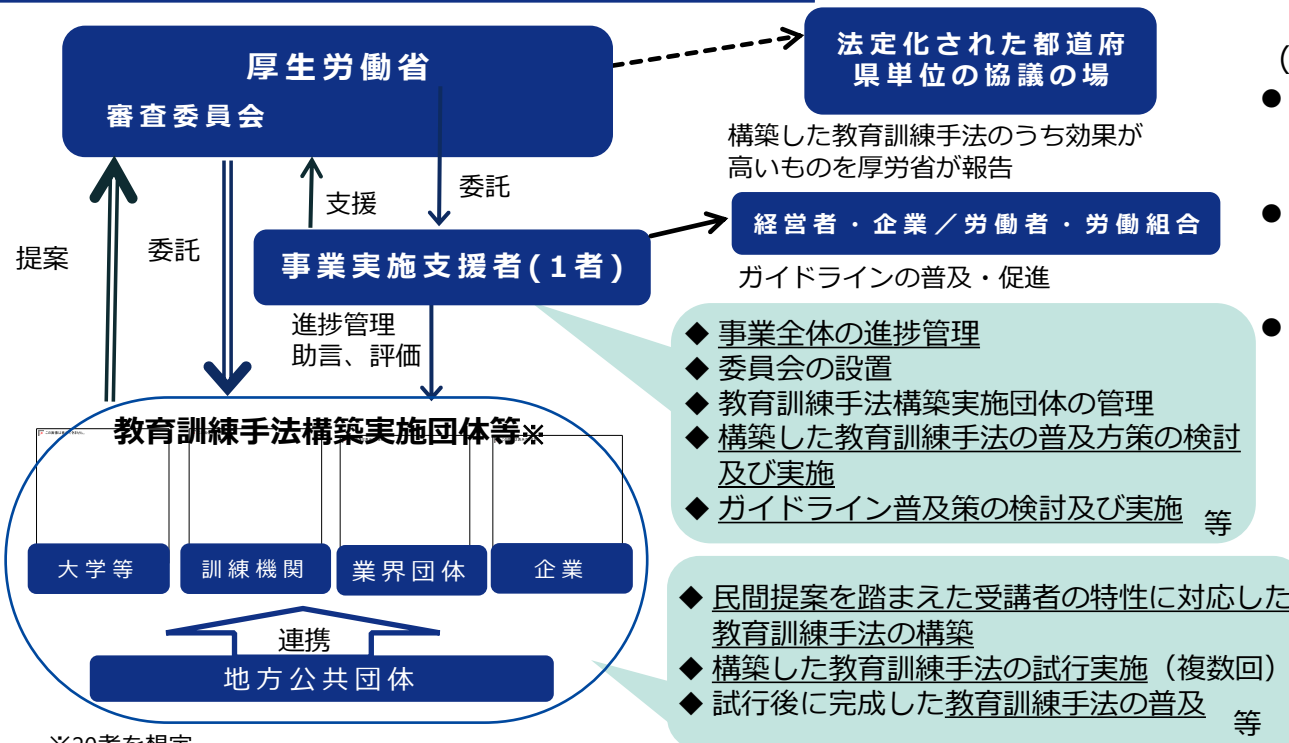 厚生労働省
審査委員会
法定化された都道府
県単位の協議の場
構築した教育訓練手法のうち効果が
高いものを厚労省が報告
(
●
●
●
提案
委託
支援
委託
事業実施支援者(1者)
経営者・企業/労働者・労働組合
ガイドラインの普及・促進
進捗管理
助言、評価
◆ 事業全体の進捗管理
◆ 委員会の設置
◆ 教育訓練手法構築実施団体の管理
◆ 構築した教育訓練手法の普及方策の検討
及び実施
◆ ガイドライン普及策の検討及び実施 等
教育訓練手法構築実施団体等※
大学等
訓練機関
業界団体
企業
連携
地方公共団体
◆ 民間提案を踏まえた受講者の特性に対応した
教育訓練手法の構築
◆ 構築した教育訓練手法の試行実施(複数回)
◆ 試行後に完成した教育訓練手法の普及 等
※20者を想定